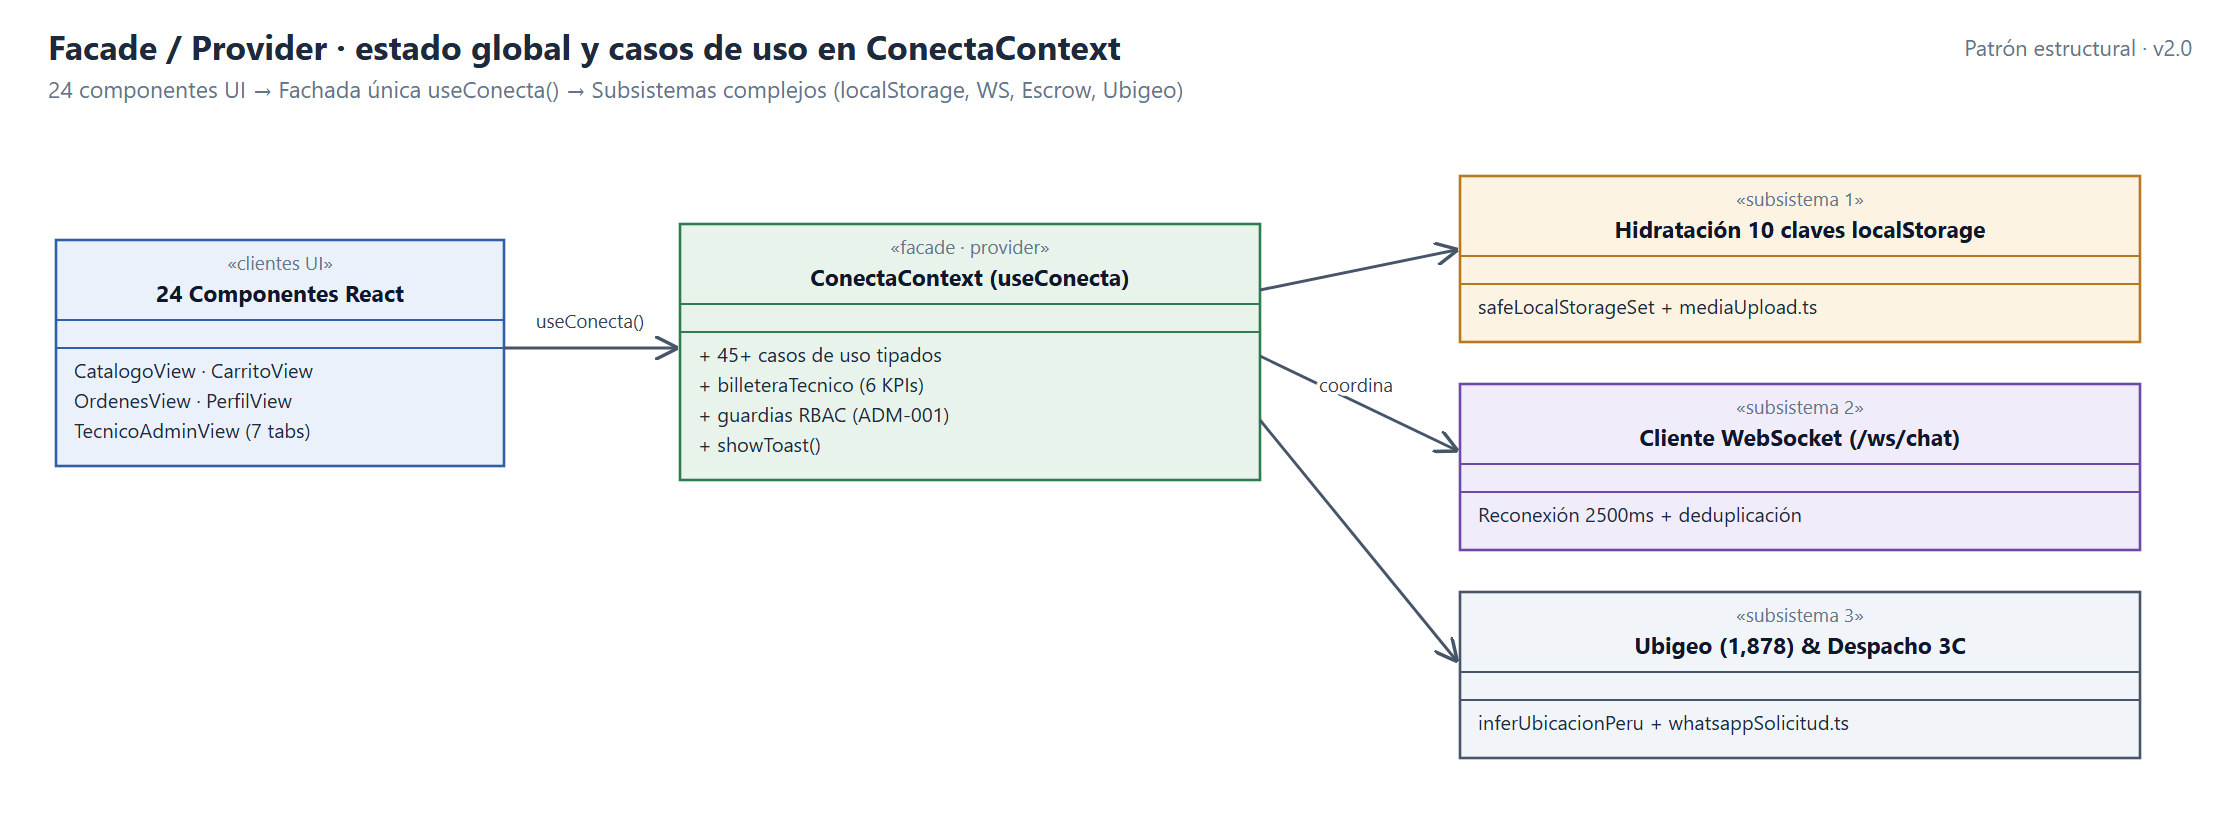 Facade / Provider · estado global y casos de uso en ConectaContext
Patrón estructural · v2.0
24 componentes UI → Fachada única useConecta() → Subsistemas complejos (localStorage, WS, Escrow, Ubigeo)
«clientes UI»
24 Componentes React
CatalogoView · CarritoView
OrdenesView · PerfilView
TecnicoAdminView (7 tabs)
useConecta()
«facade · provider»
ConectaContext (useConecta)
+ 45+ casos de uso tipados
+ billeteraTecnico (6 KPIs)
+ guardias RBAC (ADM-001)
+ showToast()
coordina
«subsistema 1»
Hidratación 10 claves localStorage
safeLocalStorageSet + mediaUpload.ts
«subsistema 2»
Cliente WebSocket (/ws/chat)
Reconexión 2500ms + deduplicación
«subsistema 3»
Ubigeo (1,878) & Despacho 3C
inferUbicacionPeru + whatsappSolicitud.ts